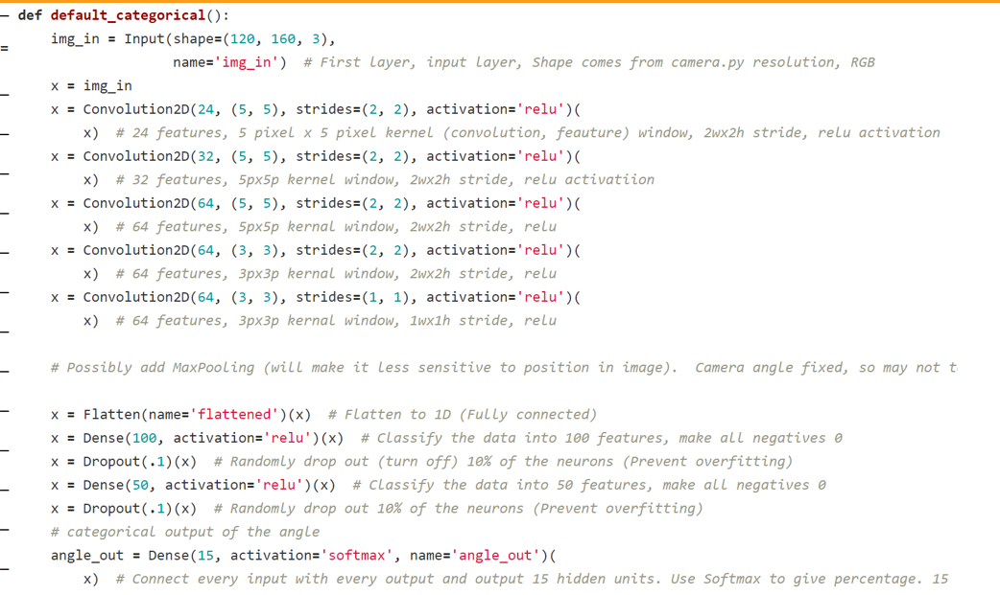 def default_categorical():
    img_in = Input(shape=(120, 160, 3),
                   name='img_in')  # First layer, input layer, Shape comes from camera.py resolution, RGB
    x = img_in
    x = Convolution2D(24, (5, 5), strides=(2, 2), activation='relu')(
        x)  # 24 features, 5 pixel x 5 pixel kernel (convolution, feauture) window, 2wx2h stride, relu activation
    x = Convolution2D(32, (5, 5), strides=(2, 2), activation='relu')(
        x)  # 32 features, 5px5p kernel window, 2wx2h stride, relu activatiion
    x = Convolution2D(64, (5, 5), strides=(2, 2), activation='relu')(
        x)  # 64 features, 5px5p kernal window, 2wx2h stride, relu
    x = Convolution2D(64, (3, 3), strides=(2, 2), activation='relu')(
        x)  # 64 features, 3px3p kernal window, 2wx2h stride, relu
    x = Convolution2D(64, (3, 3), strides=(1, 1), activation='relu')(
        x)  # 64 features, 3px3p kernal window, 1wx1h stride, relu
    # Possibly add MaxPooling (will make it less sensitive to position in image).  Camera angle fixed, so may not
    x = Flatten(name='flattened')(x)  # Flatten to 1D (Fully connected)
    x = Dense(100, activation='relu')(x)  # Classify the data into 100 features, make all negatives 0
    x = Dropout(.1)(x)  # Randomly drop out (turn off) 10% of the neurons (Prevent overfitting)
    x = Dense(50, activation='relu')(x)  # Classify the data into 50 features, make all negatives 0
    x = Dropout(.1)(x)  # Randomly drop out 10% of the neurons (Prevent overfitting)
    # categorical output of the angle
    angle_out = Dense(15, activation='softmax', name='angle_out')(
        x)  # Connect every input with every output and output 15 hidden units. Use Softmax to give percentage. 15